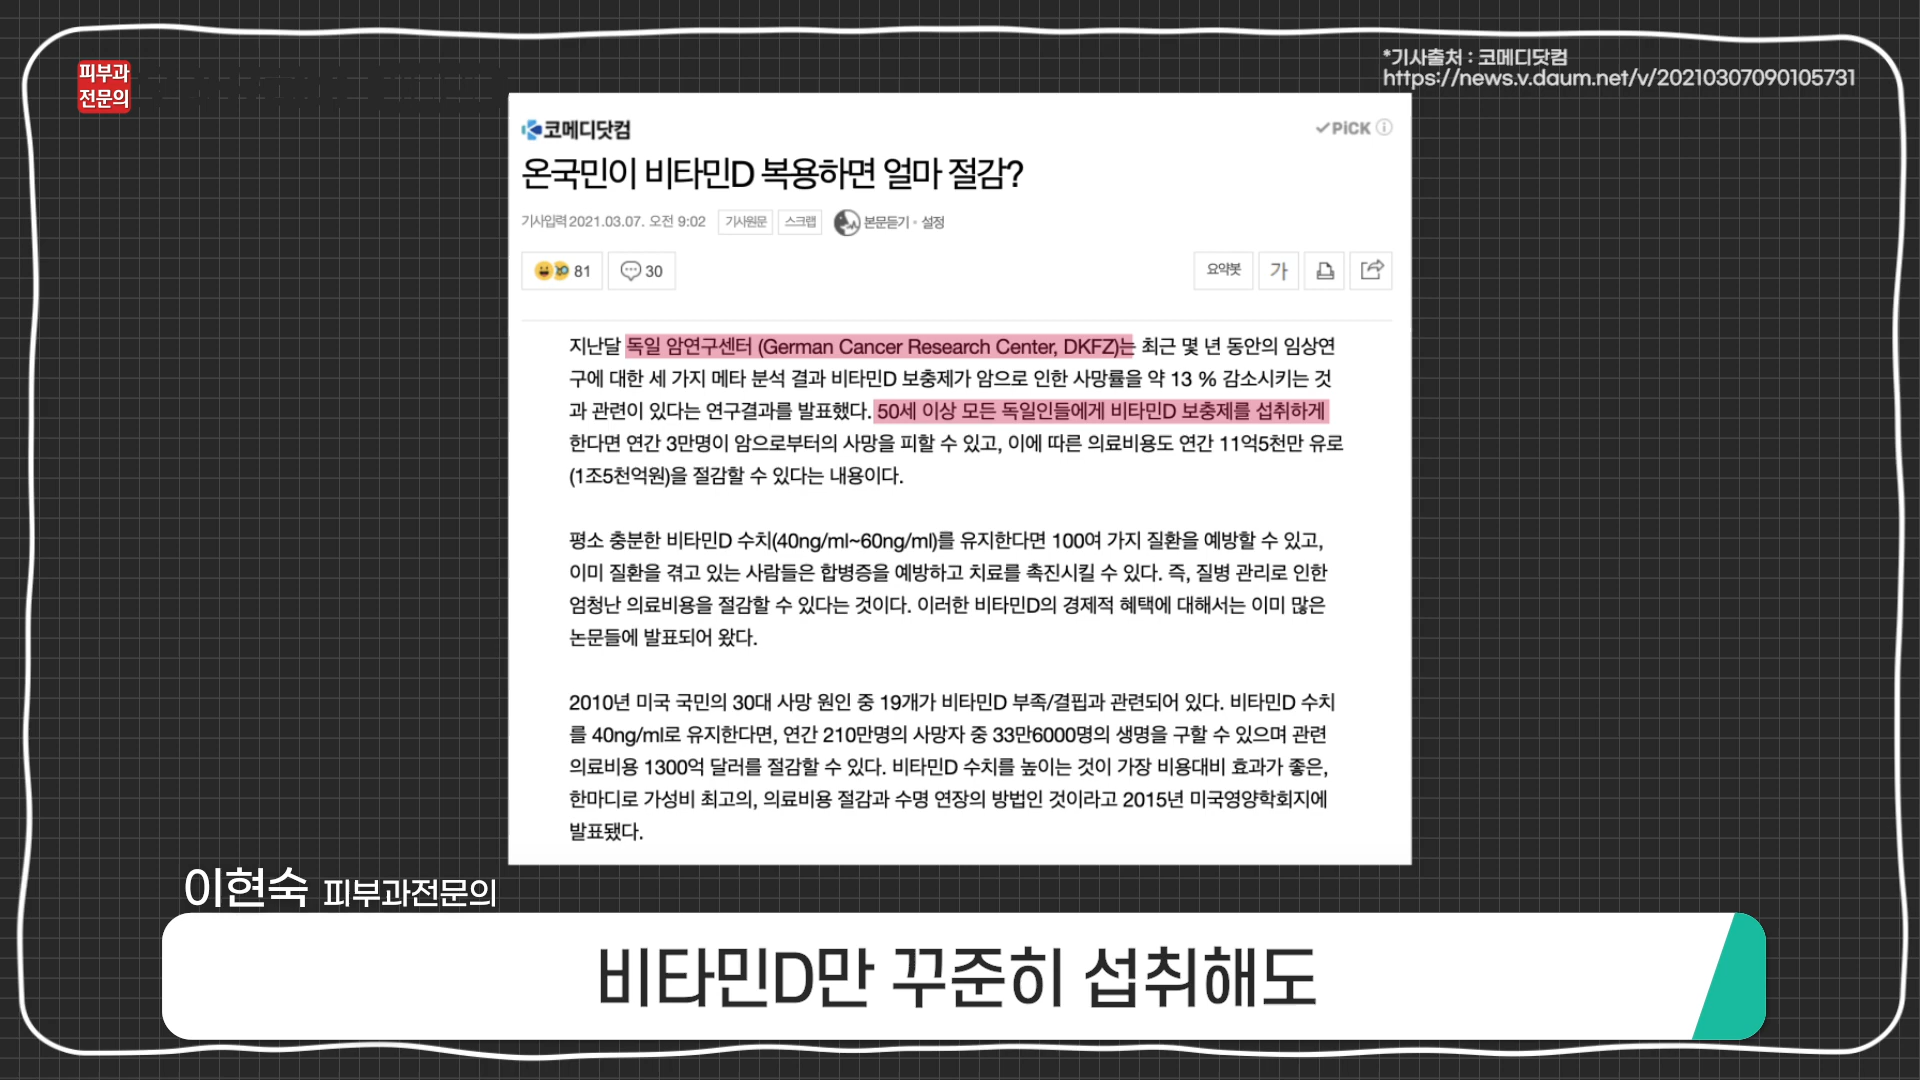 피부과
전문의
*기사출처 : 코메디닷컴
https://news.v.daum.net/v/20210307090105731
코메디닷컴
PiCK
온국민이 비타민D 복용하면 얼마 절감?
기사입력 2021.03.07. 오전 9:02 기사원문 스크랩 본문듣기 · 설정
81 30 요약봇 가
지난달 독일 암연구센터 (German Cancer Research Center, DKFZ)는 최근 몇 년 동안의 임상연
구에 대한 세 가지 메타 분석 결과 비타민D 보충제가 암으로 인한 사망률을 약 13 % 감소시키는 것
과 관련이 있다는 연구결과를 발표했다. 50세 이상 모든 독일인들에게 비타민D 보충제를 섭취하게
한다면 연간 3만명이 암으로부터의 사망을 피할 수 있고, 이에 따른 의료비용도 연간 11억5천만 유로
(1조5천억원)을 절감할 수 있다는 내용이다.
평소 충분한 비타민D 수치(40ng/ml~60ng/ml)를 유지한다면 100여 가지 질환을 예방할 수 있고,
이미 질환을 겪고 있는 사람들은 합병증을 예방하고 치료를 촉진시킬 수 있다. 즉, 질병 관리로 인한
엄청난 의료비용을 절감할 수 있다는 것이다. 이러한 비타민D의 경제적 혜택에 대해서는 이미 많은
논문들에 발표되어 왔다.
2010년 미국 국민의 30대 사망 원인 중 19개가 비타민D 부족/결핍과 관련되어 있다. 비타민D 수치
를 40ng/ml로 유지한다면, 연간 210만명의 사망자 중 33만6000명의 생명을 구할 수 있으며 관련
의료비용 1300억 달러를 절감할 수 있다. 비타민D 수치를 높이는 것이 가장 비용대비 효과가 좋은,
한마디로 가성비 최고의, 의료비용 절감과 수명 연장의 방법인 것이라고 2015년 미국영양학회지에
발표됐다.
이현숙 피부과전문의
비타민D만 꾸준히 섭취해도